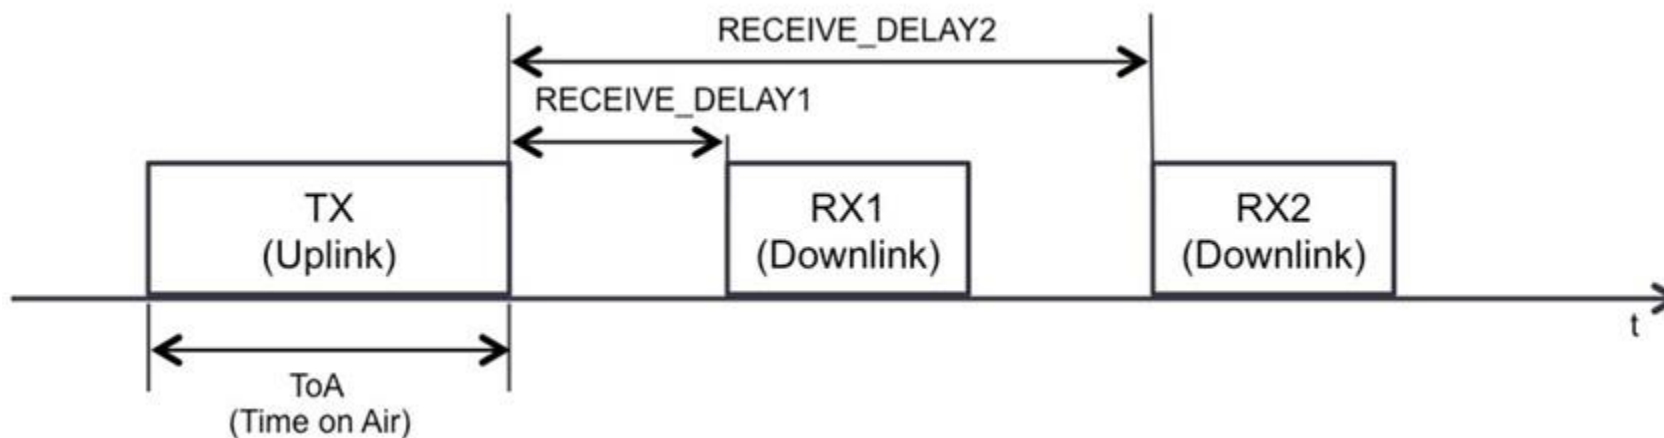 RECEIVE_DELAY2
RECEIVE_DELAY1
TX
(Uplink)
RX1
(Downlink)
RX2
(Downlink)
t
ToA
(Time on Air)